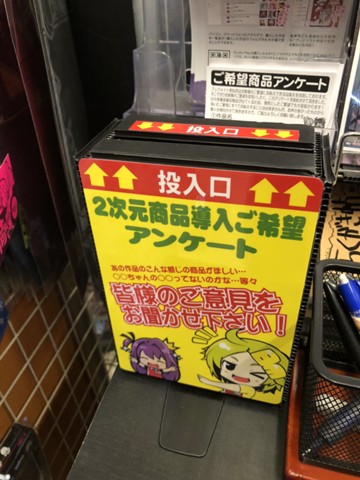 ご希望商品アンケート
投入口
投入口
2次元商品導入ご希望
アンケート
あの作品のこんな感じの商品がほしい…
○○ちゃんの○○ってないのかな…等々
皆様のご意見を
お聞かせ下さい！